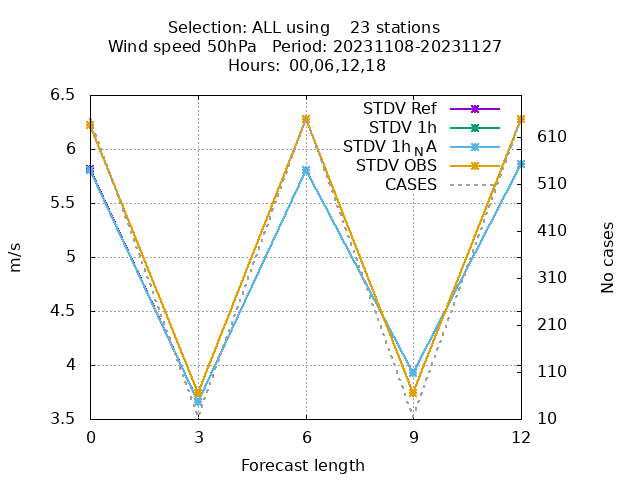 Selection: ALL using    23 stations
Wind speed 50hPa   Period: 20231108-20231127
Hours:  00,06,12,18
6.5
6
5.5
5
4.5
4
3.5
m/s
STDV Ref
STDV 1h
STDV 1h_N A
STDV OBS
CASES
610
510
410
310
210
110
10
No cases
0 3 6 9 12
Forecast length